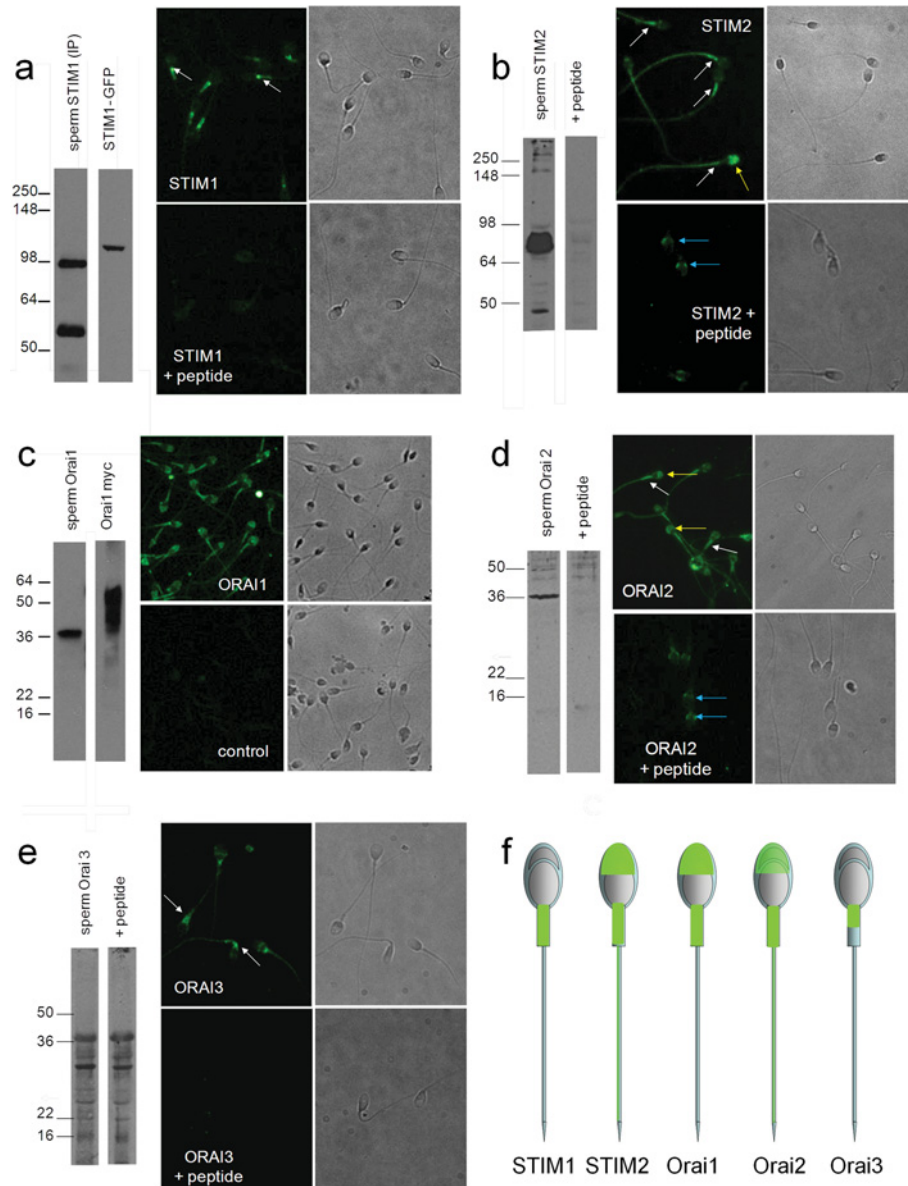 a
sperm STIM1 (IP)
STIM1-GFP
250
148
98
64
50
STIM1
STIM1
+ peptide
b
sperm STIM2
+ peptide
250
148
98
64
50
STIM2
STIM2 +
peptide
c
sperm Orai1
Orai1 myc
64
50
36
22
16
ORAI1
control
d
sperm Orai 2
+ peptide
50
36
22
16
ORAI2
ORAI2
+ peptide
e
sperm Orai 3
+ peptide
50
36
22
16
ORAI3
ORAI3
+ peptide
f
STIM1 STIM2 Orai1 Orai2 Orai3